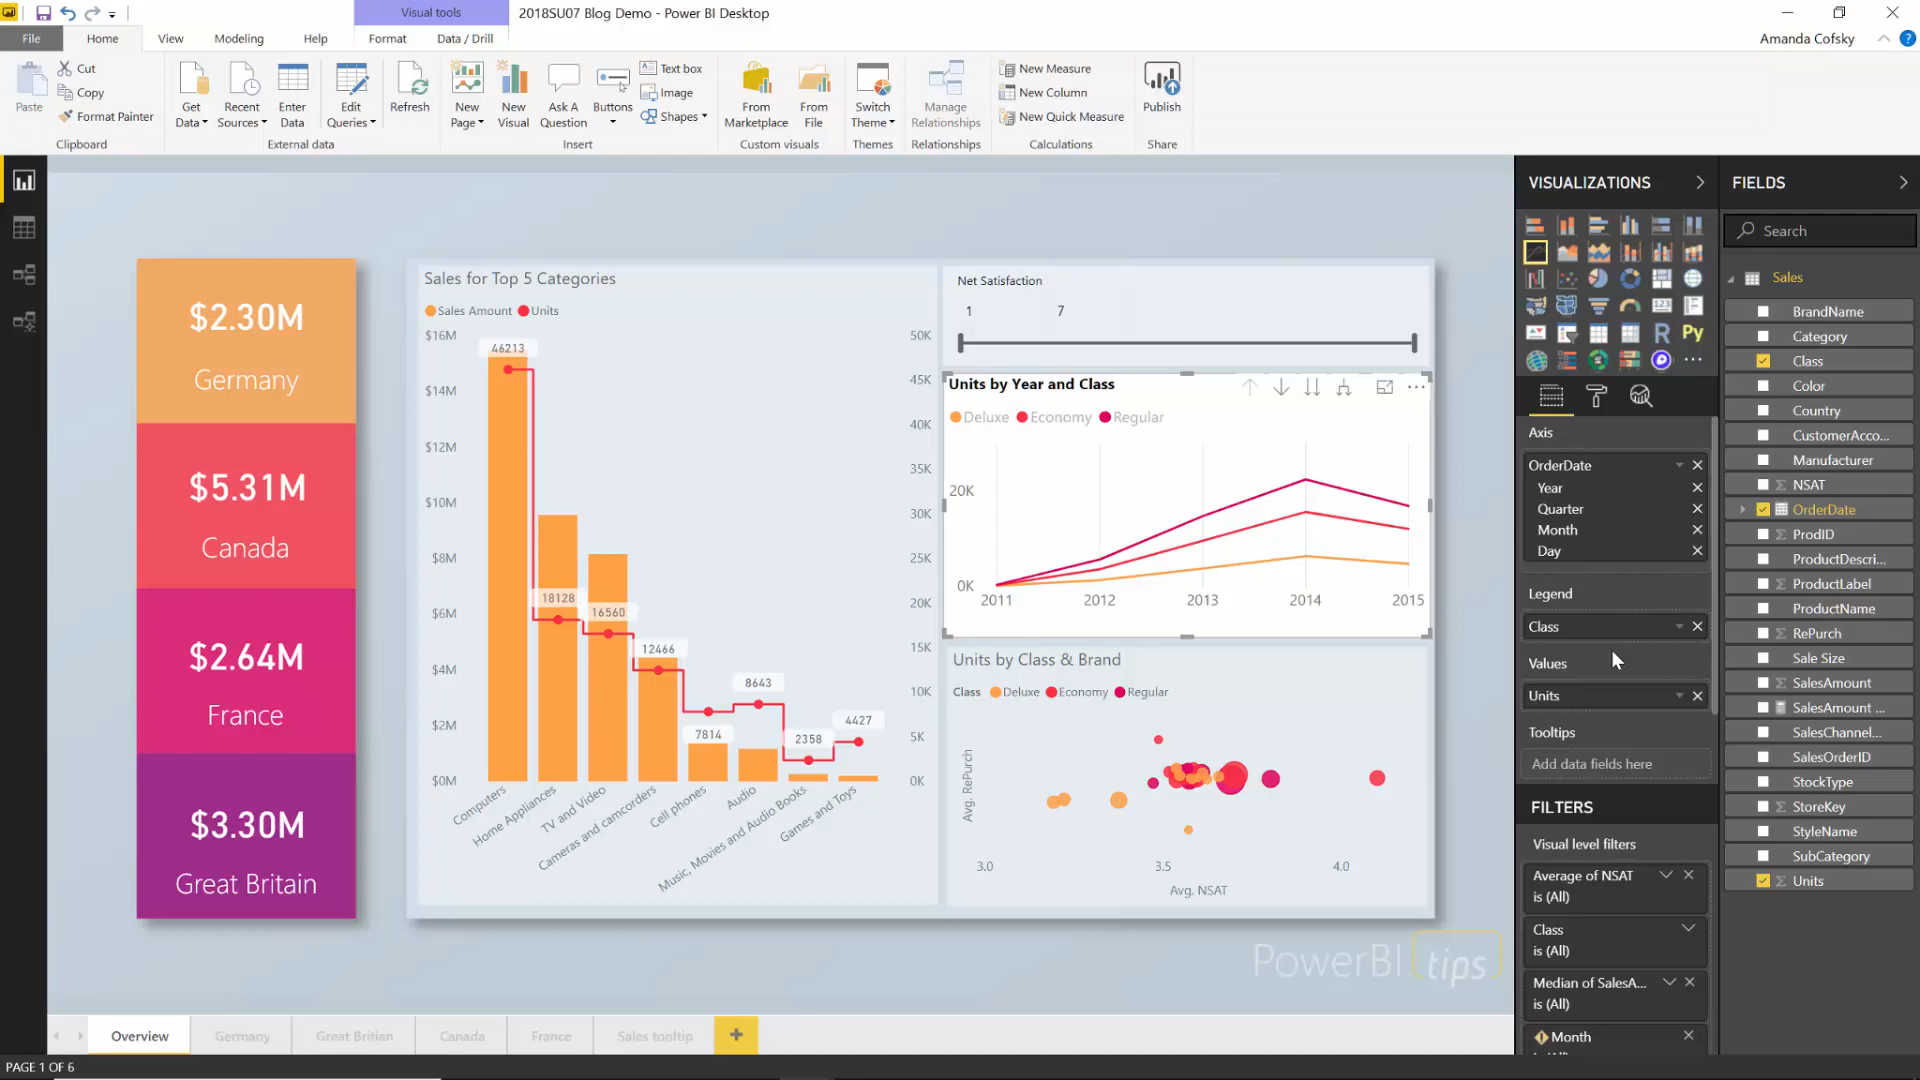 Visual tools
2018SU07 Blog Demo - Power BI Desktop
File
Home
View
Modeling
Help
Format
Data / Drill
Amanda Cofsky
Paste
Cut
Copy
Format Painter
Clipboard
Get Data
Recent Sources
Enter Data
Edit Queries
Refresh
External data
New Page
New Visual
Ask A Question
Buttons
Text box
Image
Shapes
Insert
From Marketplace
From File
Custom visuals
Switch Theme
Themes
Manage Relationships
Relationships
New Measure
New Column
New Quick Measure
Calculations
Publish
Share
$2.30M
Germany
$5.31M
Canada
$2.64M
France
$3.30M
Great Britain
Sales for Top 5 Categories
Sales Amount Units
$16M
$14M
$12M
$10M
$8M
$6M
$4M
$2M
$0M
46213
18128
16560
12466
7814
8643
2358
4427
50K
45K
40K
35K
30K
25K
20K
15K
10K
5K
0K
Computers
Home Appliances
TV and Video
Cameras and camcorders
Cell phones
Audio
Music, Movies and Audio Books
Games and Toys
Net Satisfaction
1 7
Units by Year and Class
Deluxe Economy Regular
20K
0K
2011 2012 2013 2014 2015
Units by Class & Brand
Class Deluxe Economy Regular
Avg. RePurch
3.0 3.5 4.0
Avg. NSAT
PowerBI.tips
Overview
Germany
Great Britian
Canada
France
Sales tooltip
+
PAGE 1 OF 6
VISUALIZATIONS
R
Py
Axis
OrderDate
Year
Quarter
Month
Day
Legend
Class
Values
Units
Tooltips
Add data fields here
FILTERS
Visual level filters
Average of NSAT
is (All)
Class
is (All)
Median of SalesA...
is (All)
Month
FIELDS
Search
Sales
BrandName
Category
Class
Color
Country
CustomerAcco...
Manufacturer
NSAT
OrderDate
ProdID
ProductDescri...
ProductLabel
ProductName
RePurch
Sale Size
SalesAmount
SalesAmount ...
SalesChannel...
SalesOrderID
StockType
StoreKey
StyleName
SubCategory
Units